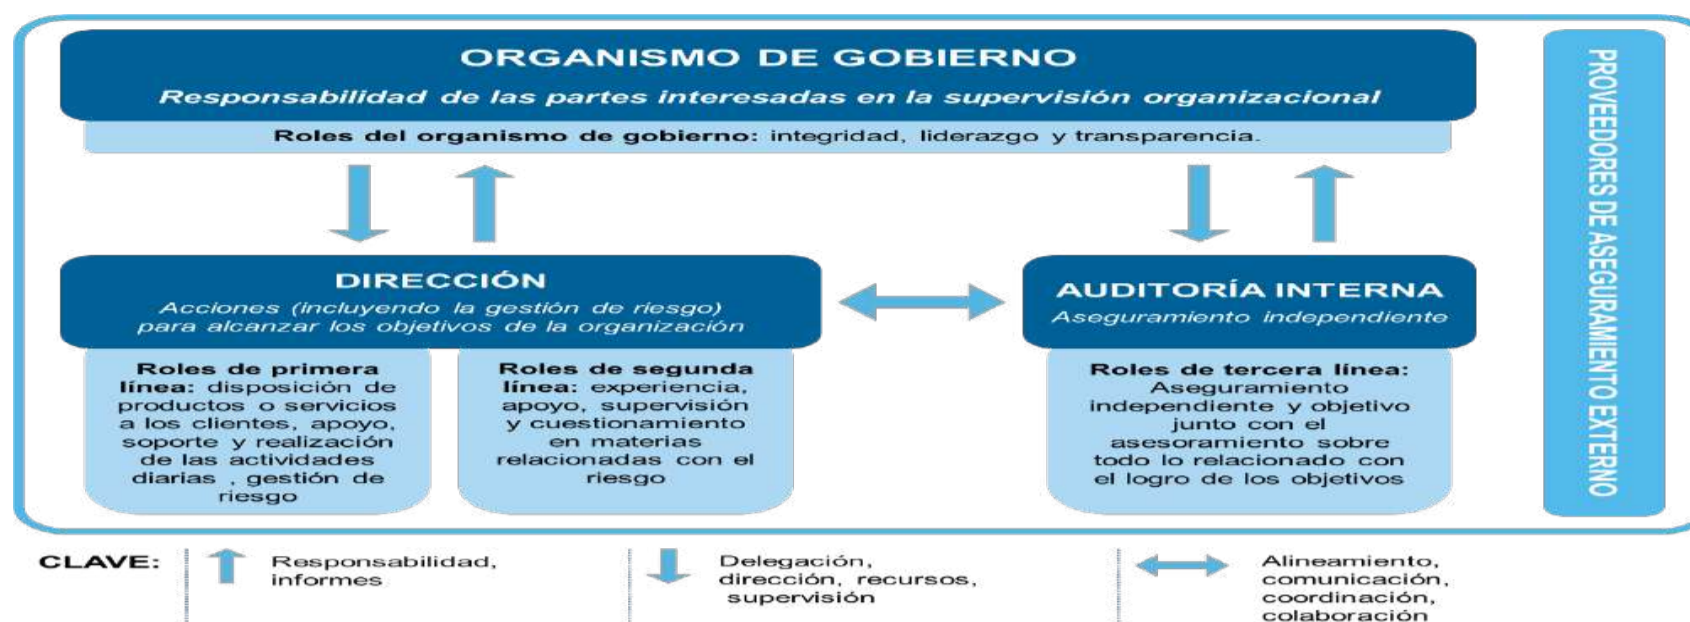 ORGANISMO DE GOBIERNO
Responsabilidad de las partes interesadas en la supervisión organizacional
Roles del organismo de gobierno: integridad, liderazgo y transparencia.
DIRECCIÓN
Acciones (incluyendo la gestión de riesgo)
para alcanzar los objetivos de la organización
Roles de primera
línea: disposición de
productos o servicios
a los clientes, apoyo,
soporte y realización
de las actividades
diarias , gestión de
riesgo
Roles de segunda
línea: experiencia,
apoyo, supervisión
y cuestionamiento
en materias
relacionadas con el
riesgo
AUDITORÍA INTERNA
Aseguramiento independiente
Roles de tercera línea:
Aseguramiento
independiente y objetivo
junto con el
asesoramiento sobre
todo lo relacionado con
el logro de los objetivos
PROVEEDORES DE ASEGURAMIENTO EXTERNO
CLAVE:
Responsabilidad,
informes
Delegación,
dirección, recursos,
supervisión
Alineamiento,
comunicación,
coordinación,
colaboración